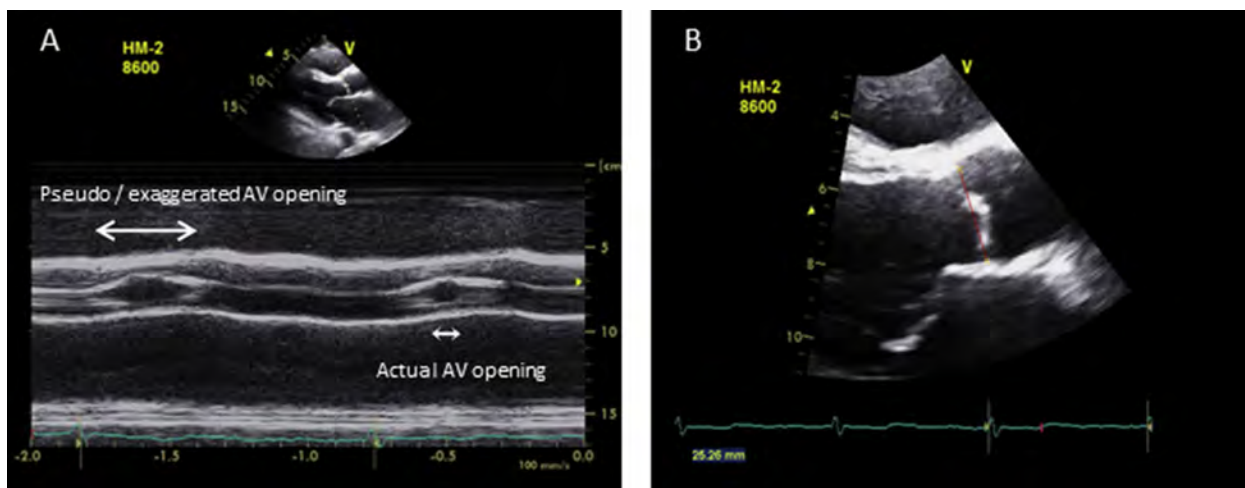 A
HM-2
8600
V
5
10
15
[cm
Pseudo / exaggerated AV opening
5
10
Actual AV opening
15
-2.0
-1.5
-1.0
-0.5
0.0
100 mm/s
B
HM-2
8600
V
4
6
8
10
25.26 mm